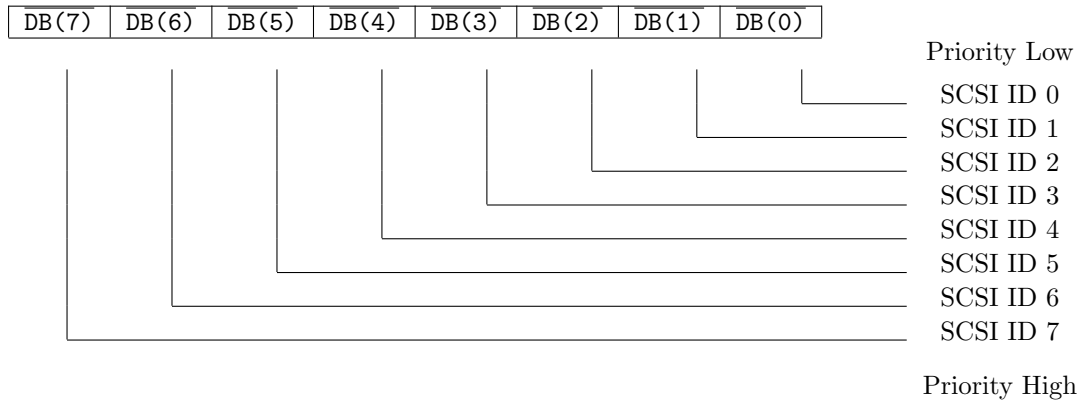 DB(7) DB(6) DB(5) DB(4) DB(3) DB(2) DB(1) DB(0)
Priority Low
SCSI ID 0
SCSI ID 1
SCSI ID 2
SCSI ID 3
SCSI ID 4
SCSI ID 5
SCSI ID 6
SCSI ID 7
Priority High